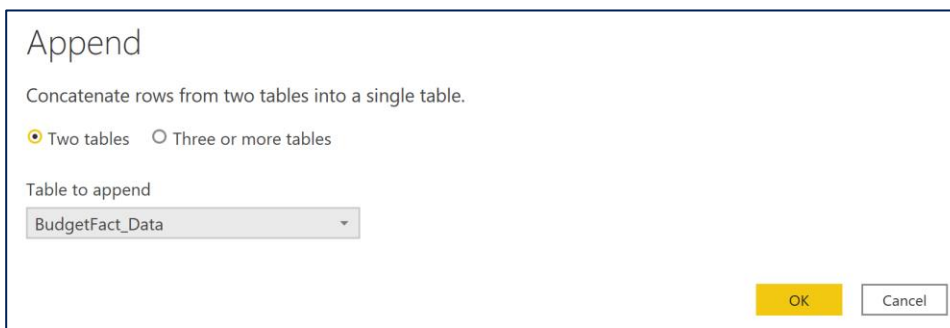 Append
Concatenate rows from two tables into a single table.
Two tables Three or more tables
Table to append
BudgetFact_Data
OK Cancel